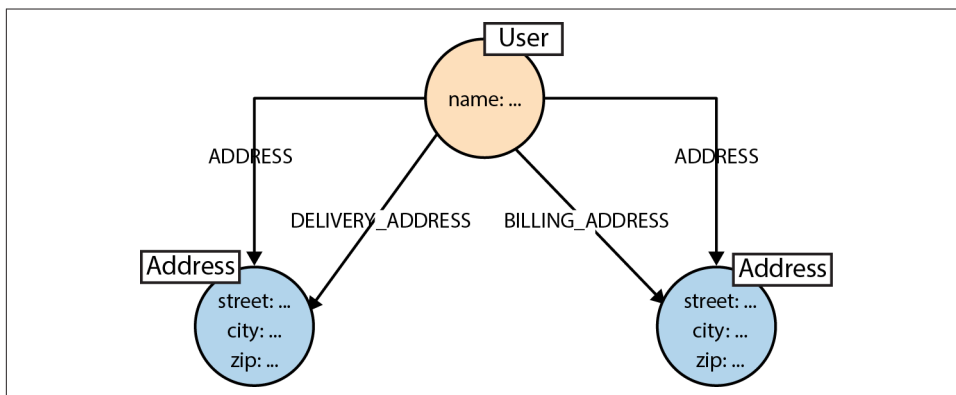 User
name: ...
ADDRESS
ADDRESS
DELIVERY_ADDRESS
BILLING_ADDRESS
Address
Address
street: ...
city: ...
zip: ...
street: ...
city: ...
zip: ...